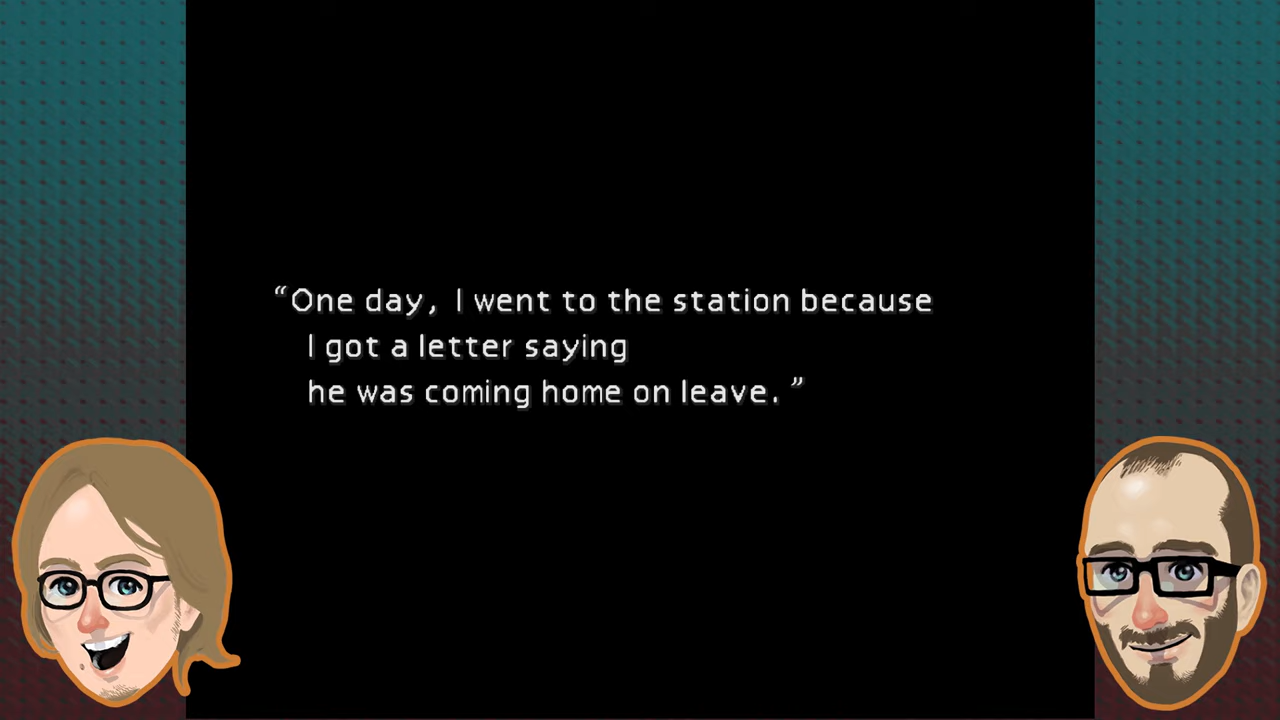 “One day, I went to the station because
I got a letter saying
he was coming home on leave.”